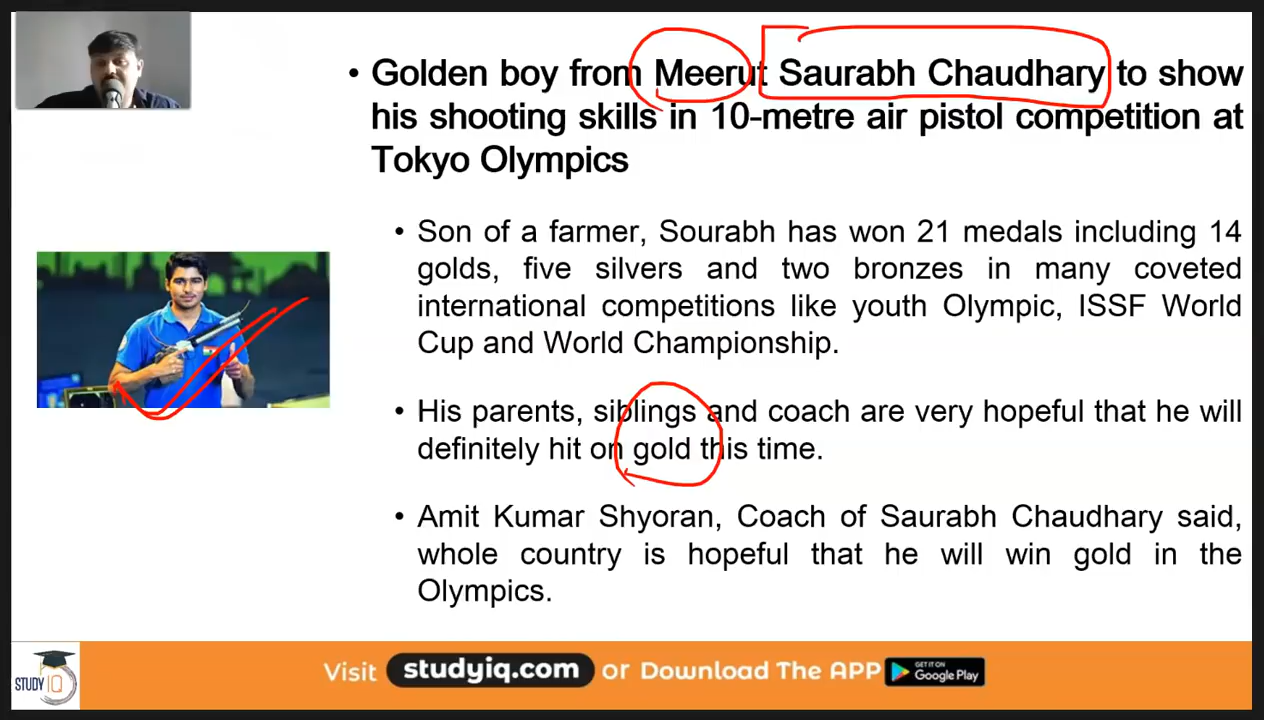 • Golden boy from Meerut Saurabh Chaudhary to show
his shooting skills in 10-metre air pistol competition at
Tokyo Olympics
• Son of a farmer, Sourabh has won 21 medals including 14
golds, five silvers and two bronzes in many coveted
international competitions like youth Olympic, ISSF World
Cup and World Championship.
• His parents, siblings and coach are very hopeful that he will
definitely hit on gold this time.
• Amit Kumar Shyoran, Coach of Saurabh Chaudhary said,
whole country is hopeful that he will win gold in the
Olympics.
STUDY IQ
Visit studyiq.com or Download The APP GET IT ON Google Play